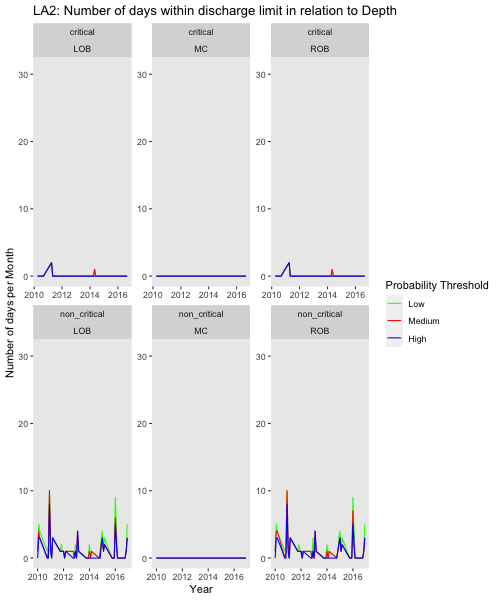 LA2: Number of days within discharge limit in relation to Depth
critical critical critical
LOB MC ROB
30 30 30
20 20 20
10 10 10
0 0 0
2010 2012 2014 2016 2010 2012 2014 2016 2010 2012 2014 2016
Number of days per Month
non_critical non_critical non_critical
LOB MC ROB
30 30 30
20 20 20
10 10 10
0 0 0
2010 2012 2014 2016 2010 2012 2014 2016 2010 2012 2014 2016
Year
Probability Threshold
Low
Medium
High